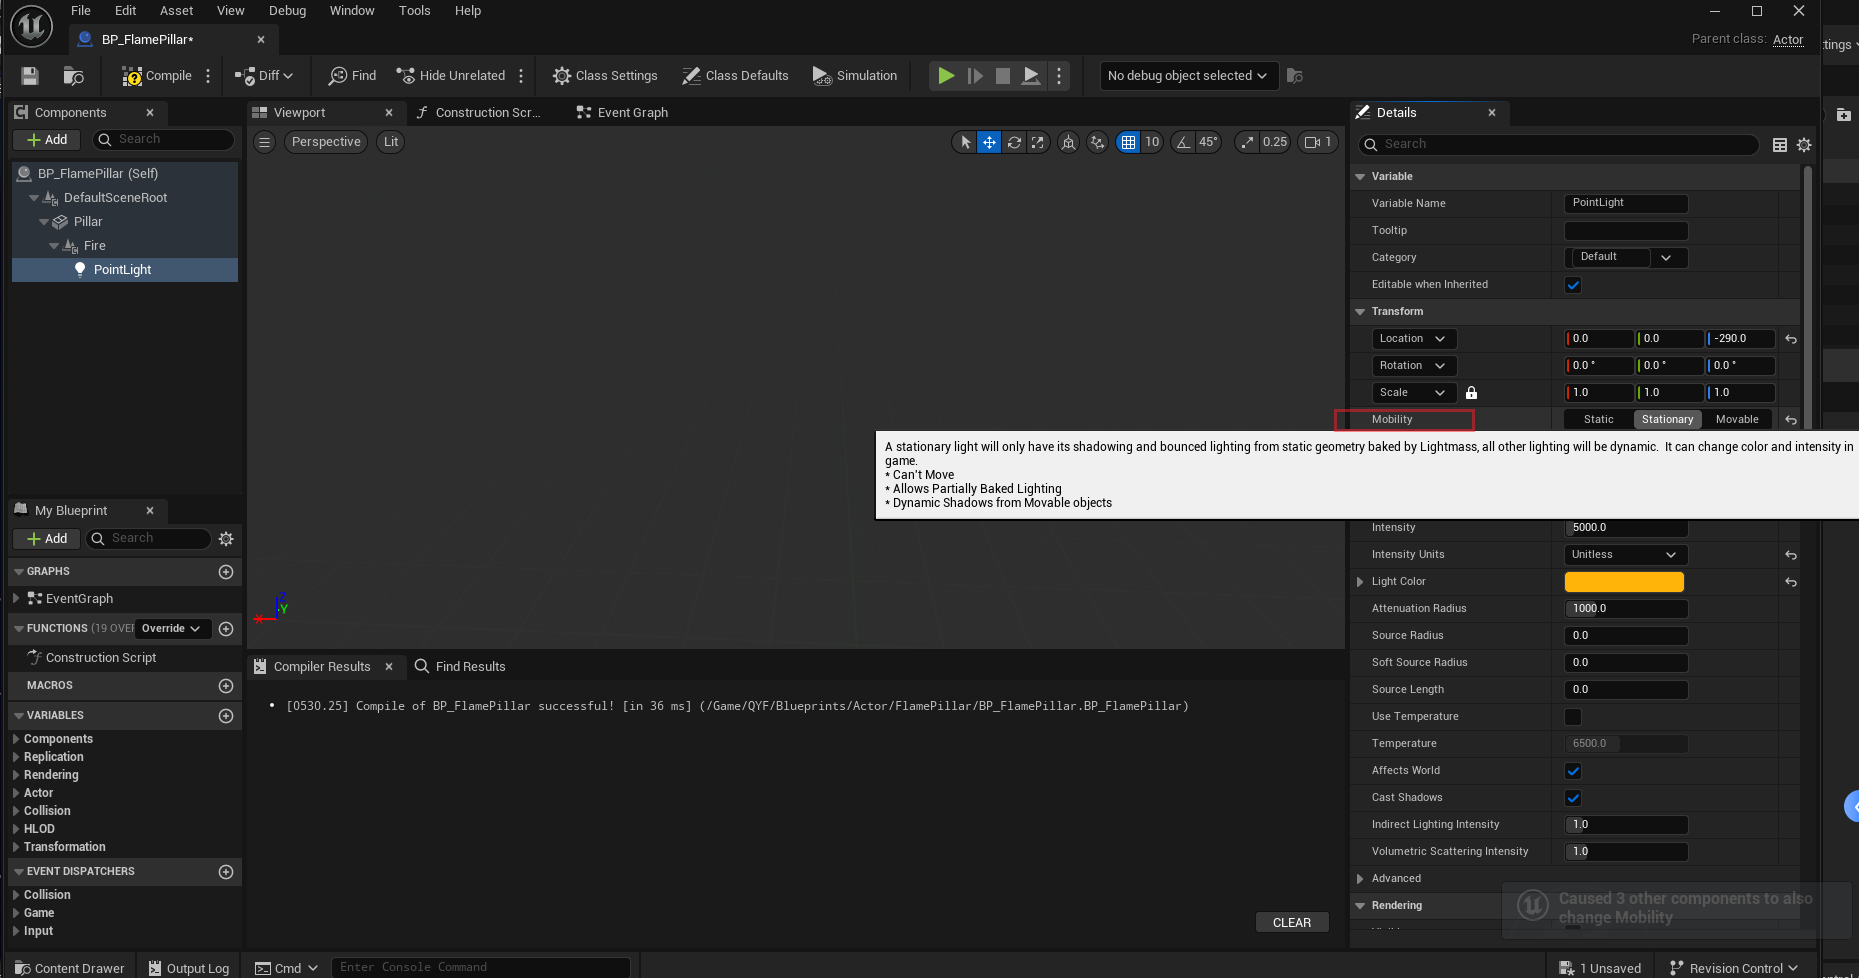 File Edit Asset View Debug Window Tools Help
BP_FlamePillar*
Parent class: Actor
Compile Diff Find Hide Unrelated Class Settings Class Defaults Simulation No debug object selected
Components Viewport Construction Scr... Event Graph Details
Add Search
Perspective Lit 10 45° 0.25 1
Search
BP_FlamePillar (Self)
DefaultSceneRoot
Pillar
Fire
PointLight
Variable
Variable Name PointLight
Tooltip
Category Default
Editable when Inherited
Transform
Location 0.0 0.0 -290.0
Rotation 0.0 ° 0.0 ° 0.0 °
Scale 1.0 1.0 1.0
Mobility Static Stationary Movable
A stationary light will only have its shadowing and bounced lighting from static geometry baked by Lightmass, all other lighting will be dynamic. It can change color and intensity in
game.
* Can't Move
* Allows Partially Baked Lighting
* Dynamic Shadows from Movable objects
Intensity 5000.0
Intensity Units Unitless
Light Color
Attenuation Radius 1000.0
Source Radius 0.0
Soft Source Radius 0.0
Source Length 0.0
Use Temperature
Temperature 6500.0
Affects World
Cast Shadows
Indirect Lighting Intensity 1.0
Volumetric Scattering Intensity 1.0
Advanced
Rendering
Caused 3 other components to also
change Mobility
My Blueprint
Add Search
GRAPHS
EventGraph
FUNCTIONS (19 OVER Override
Construction Script
MACROS
VARIABLES
Components
Replication
Rendering
Actor
Collision
HLOD
Transformation
EVENT DISPATCHERS
Collision
Game
Input
Z
Y
X
Compiler Results Find Results
• [0530.25] Compile of BP_FlamePillar successful! [in 36 ms] (/Game/QYF/Blueprints/Actor/FlamePillar/BP_FlamePillar.BP_FlamePillar)
CLEAR
Content Drawer Output Log Cmd Enter Console Command 1 Unsaved Revision Control